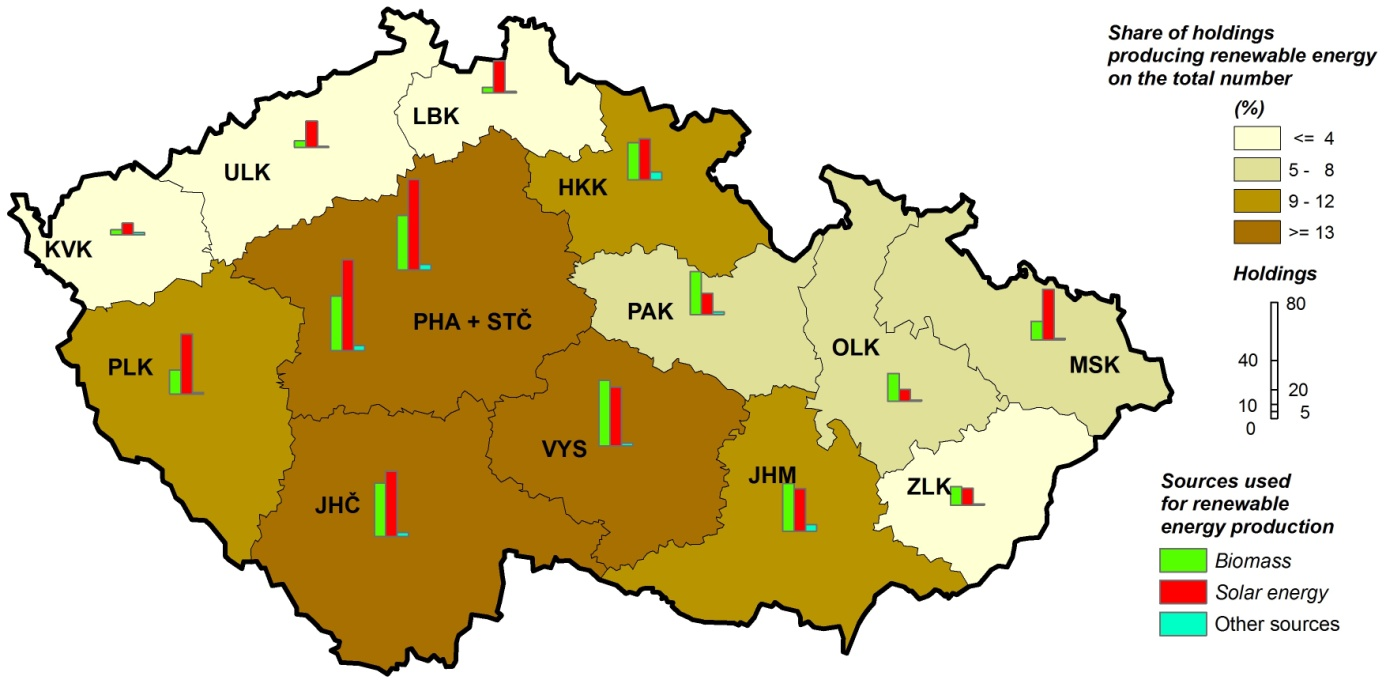 Share of holdings
producing renewable energy
on the total number
(%)
<= 4
5 - 8
9 - 12
>= 13
Holdings
80
40
20
10
5
0
Sources used
for renewable
energy production
Biomass
Solar energy
Other sources
LBK
ULK
HKK
KVK
PHA + STČ
PAK
OLK
PLK
MSK
VYS
JHM
ZLK
JHČ